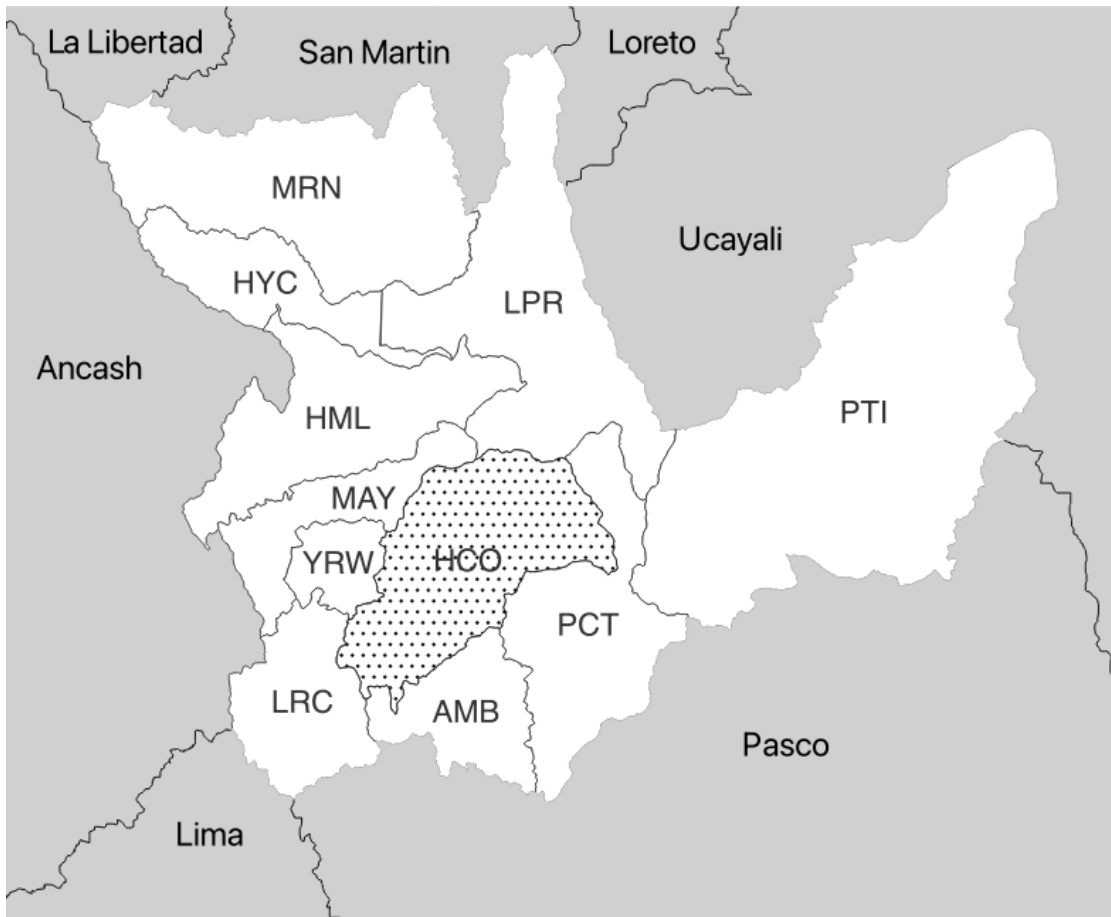 La Libertad
San Martin
Loreto
MRN
Ucayali
HYC
LPR
Ancash
HML
PTI
MAY
YRW
HCO
PCT
LRC
AMB
Pasco
Lima